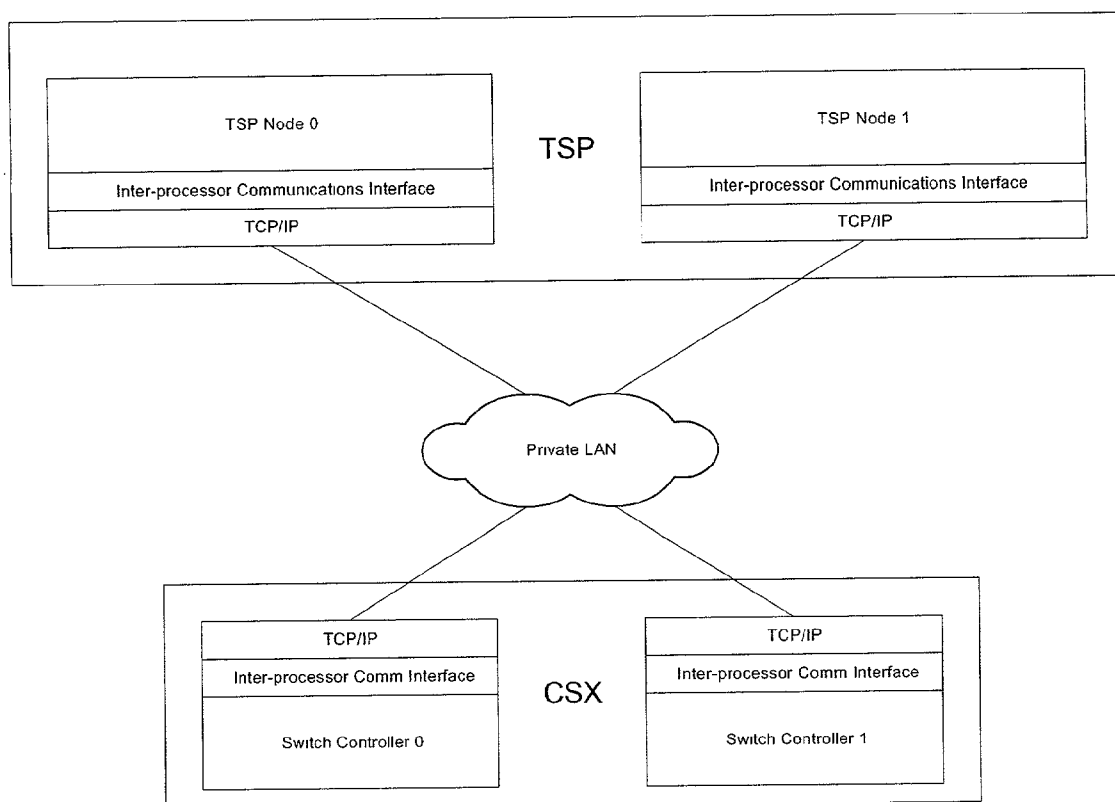 TSP Node 0
Inter-processor Communications Interface
TCP/IP
TSP
TSP Node 1
Inter-processor Communications Interface
TCP/IP
Private LAN
TCP/IP
Inter-processor Comm Interface
Switch Controller 0
CSX
TCP/IP
Inter-processor Comm Interface
Switch Controller 1